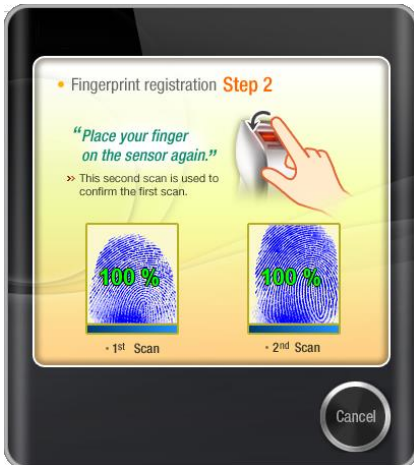 • Fingerprint registration Step 2
“Place your finger
on the sensor again.”
» This second scan is used to
confirm the first scan.
100 % 100 %
• 1st Scan • 2nd Scan
Cancel